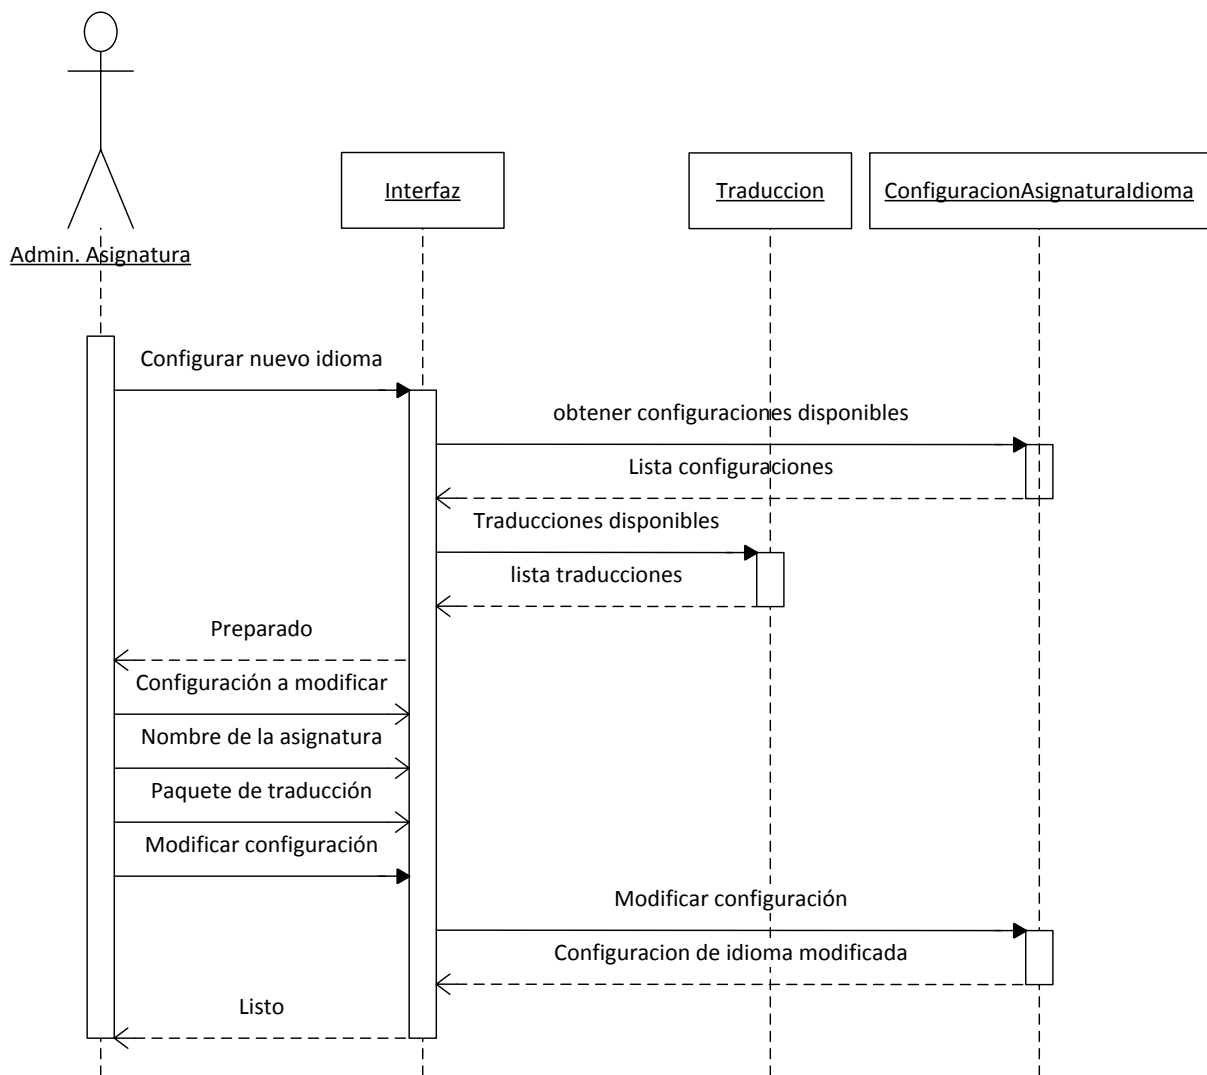 Interfaz
Traduccion
ConfiguracionAsignaturaIdioma
Admin. Asignatura
Configurar nuevo idioma
obtener configuraciones disponibles
Lista configuraciones
Traducciones disponibles
lista traducciones
Preparado
Configuración a modificar
Nombre de la asignatura
Paquete de traducción
Modificar configuración
Modificar configuración
Configuracion de idioma modificada
Listo